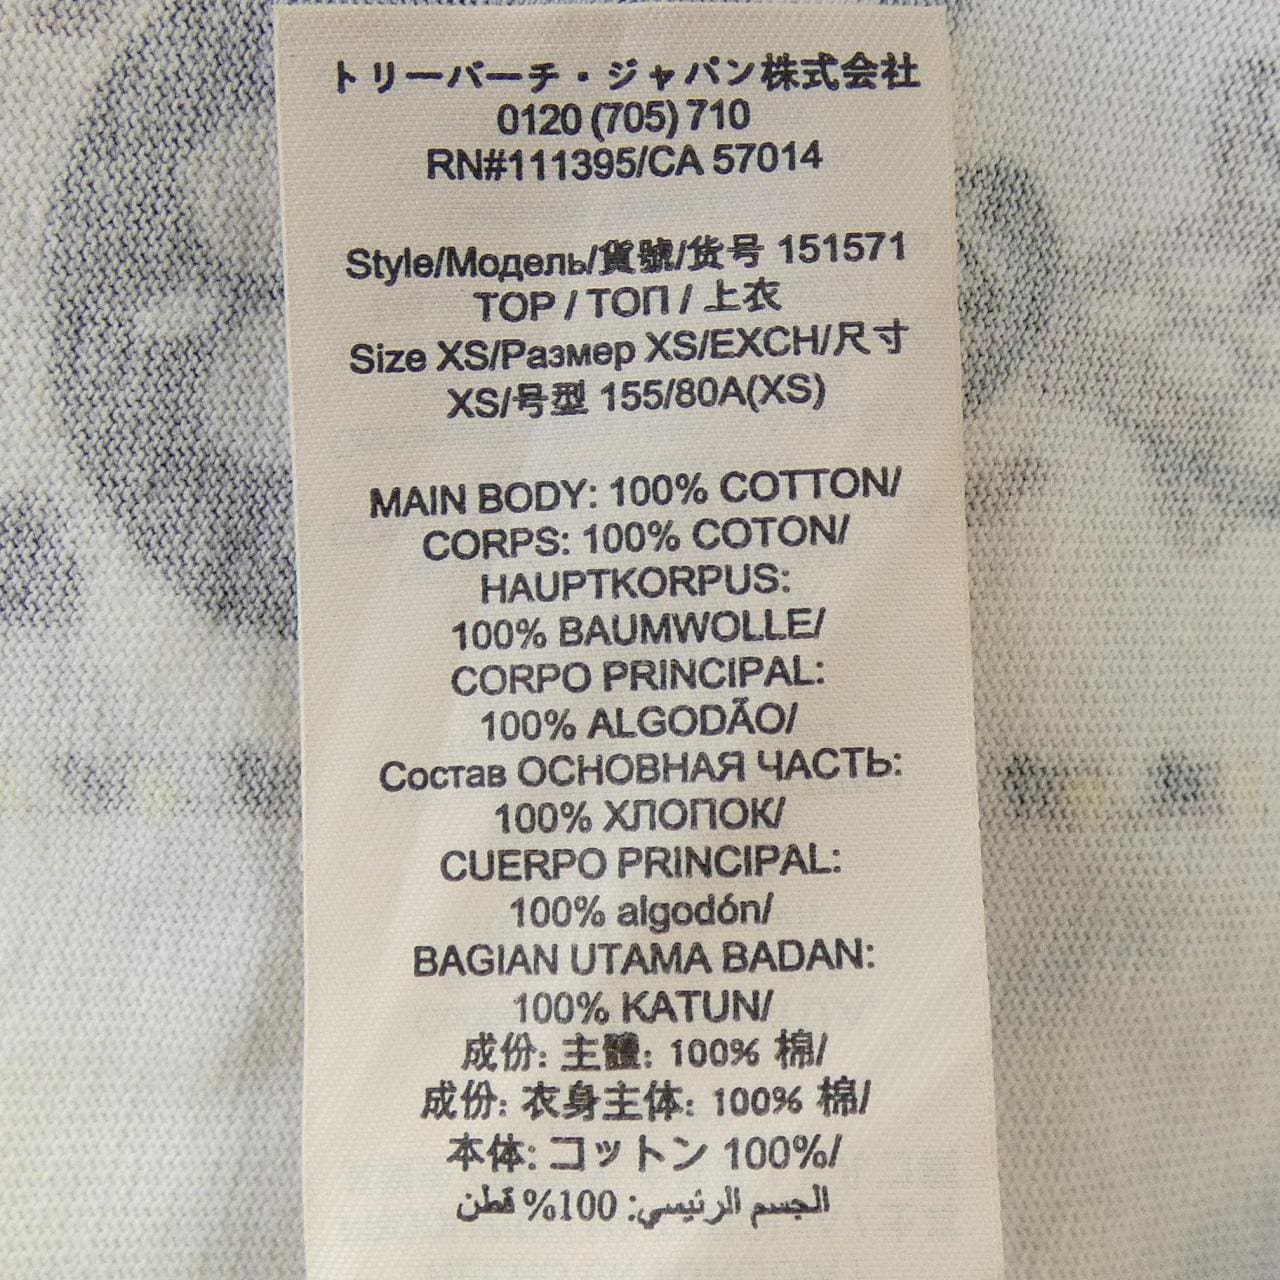 トリーバーチ・ジャパン株式会社
0120 (705) 710
RN#111395/CA 57014
Style/Модель/貨號/货号 151571
TOP / ТОП / 上衣
Size XS/Размер XS/EXCH/尺寸
XS/号型 155/80A(XS)
MAIN BODY: 100% COTTON/
CORPS: 100% COTON/
HAUPTKORPUS:
100% BAUMWOLLE/
CORPO PRINCIPAL:
100% ALGODÃO/
Состав ОСНОВНАЯ ЧАСТЬ:
100% ХЛОПОК/
CUERPO PRINCIPAL:
100% algodón/
BAGIAN UTAMA BADAN:
100% KATUN/
成份: 主體: 100% 棉/
成份: 衣身主体: 100% 棉/
本体: コットン 100%/
الجسم الرئيسي: 100% قطن